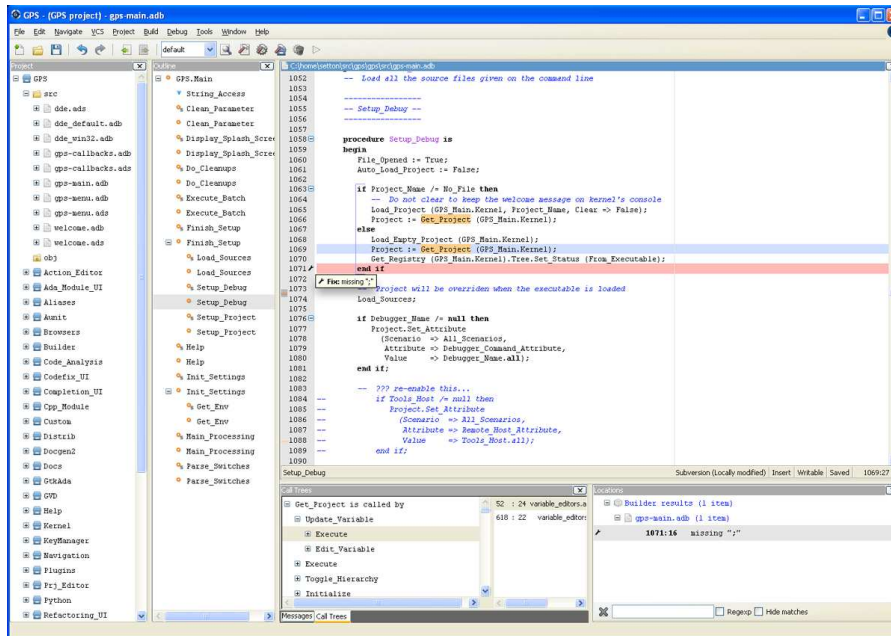 GPS - (GPS project) - gps-main.adb
File Edit Navigate VCS Project Build Debug Tools Window Help
default
Project
GPS
src
dde.ads
dde_default.adb
dde_win32.adb
gps-callbacks.adb
gps-callbacks.ads
gps-main.adb
gps-menu.adb
gps-menu.ads
welcome.adb
welcome.ads
obj
Action_Editor
Ada_Module_UI
Aliases
Aunit
Browsers
Builder
Code_Analysis
Codefix_UI
Completion_UI
Cpp_Module
Custom
Distrib
Docgen2
Docs
GtkAda
GVD
Help
Kernel
KeyManager
Navigation
Plugins
Prj_Editor
Python
Refactoring_UI
Outline
GPS.Main
String_Access
Clean_Parameter
Clean_Parameter
Display_Splash_Scree
Display_Splash_Scree
Do_Cleanups
Do_Cleanups
Execute_Batch
Execute_Batch
Finish_Setup
Finish_Setup
Load_Sources
Load_Sources
Setup_Debug
Setup_Debug
Setup_Project
Setup_Project
Help
Help
Init_Settings
Init_Settings
Get_Env
Get_Env
Main_Processing
Main_Processing
Parse_Switches
Parse_Switches
C:\home\setton\src\gps\gps\src\gps-main.adb
1052 -- Load all the source files given on the command line
1053
1054 -----------------
1055 -- Setup_Debug --
1056 -----------------
1057
1058 procedure Setup_Debug is
1059 begin
1060 File_Opened := True;
1061 Auto_Load_Project := False;
1062
1063 if Project_Name /= No_File then
1064 -- Do not clear to keep the welcome message on kernel's console
1065 Load_Project (GPS_Main.Kernel, Project_Name, Clear => False);
1066 Project := Get_Project (GPS_Main.Kernel);
1067 else
1068 Load_Empty_Project (GPS_Main.Kernel);
1069 Project := Get_Project (GPS_Main.Kernel);
1070 Get_Registry (GPS_Main.Kernel).Tree.Set_Status (From_Executable);
1071 end if
1072
Fix: missing ";"
1073 -- Project will be overriden when the executable is loaded
1074 Load_Sources;
1075
1076 if Debugger_Name /= null then
1077 Project.Set_Attribute
1078 (Scenario => All_Scenarios,
1079 Attribute => Debugger_Command_Attribute,
1080 Value => Debugger_Name.all);
1081 end if;
1082
1083 -- ??? re-enable this...
1084 -- if Tools_Host /= null then
1085 -- Project.Set_Attribute
1086 -- (Scenario => All_Scenarios,
1087 -- Attribute => Remote_Host_Attribute,
1088 -- Value => Tools_Host.all);
1089 -- end if;
1090
Setup_Debug Subversion (Locally modified) Insert Writable Saved 1069:27
Call Trees
Get_Project is called by
Update_Variable
Execute
Edit_Variable
Execute
Toggle_Hierarchy
Initialize
52 : 24 variable_editors.a
618 : 22 variable_editor:
Messages Call Trees
Locations
Builder results (1 item)
gps-main.adb (1 item)
1071:16 missing ";"
Regexp Hide matches